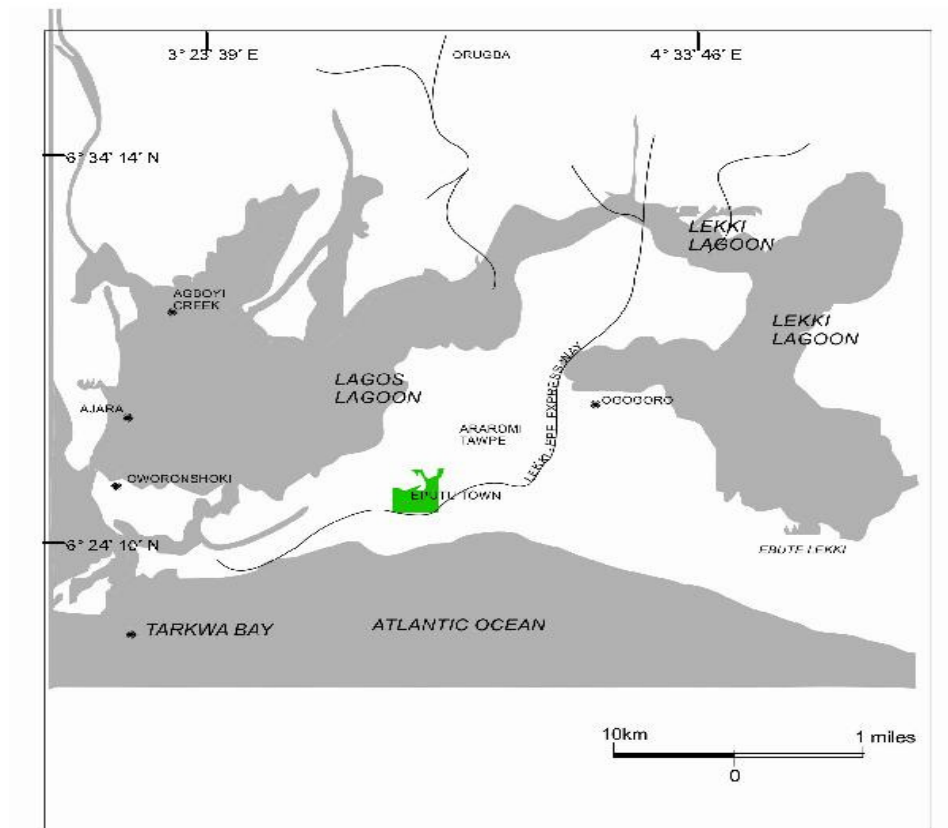 ORUGBA
3° 23' 39' E
4° 33' 46' E
6° 34' 14' N
LEKKI
LAGOON
AGBOYI
CREEK
LEKKI
LAGOON
LAGOS
LAGOON
LEKKI-EPE EXPRESS WAY
AJARA
OGOGORO
ARAROMI
TAWPE
OWORONSHOKI
EPUTU TOWN
6° 24' 10' N
EBUTE LEKKI
TARKWA BAY
ATLANTIC OCEAN
10km
1 miles
0